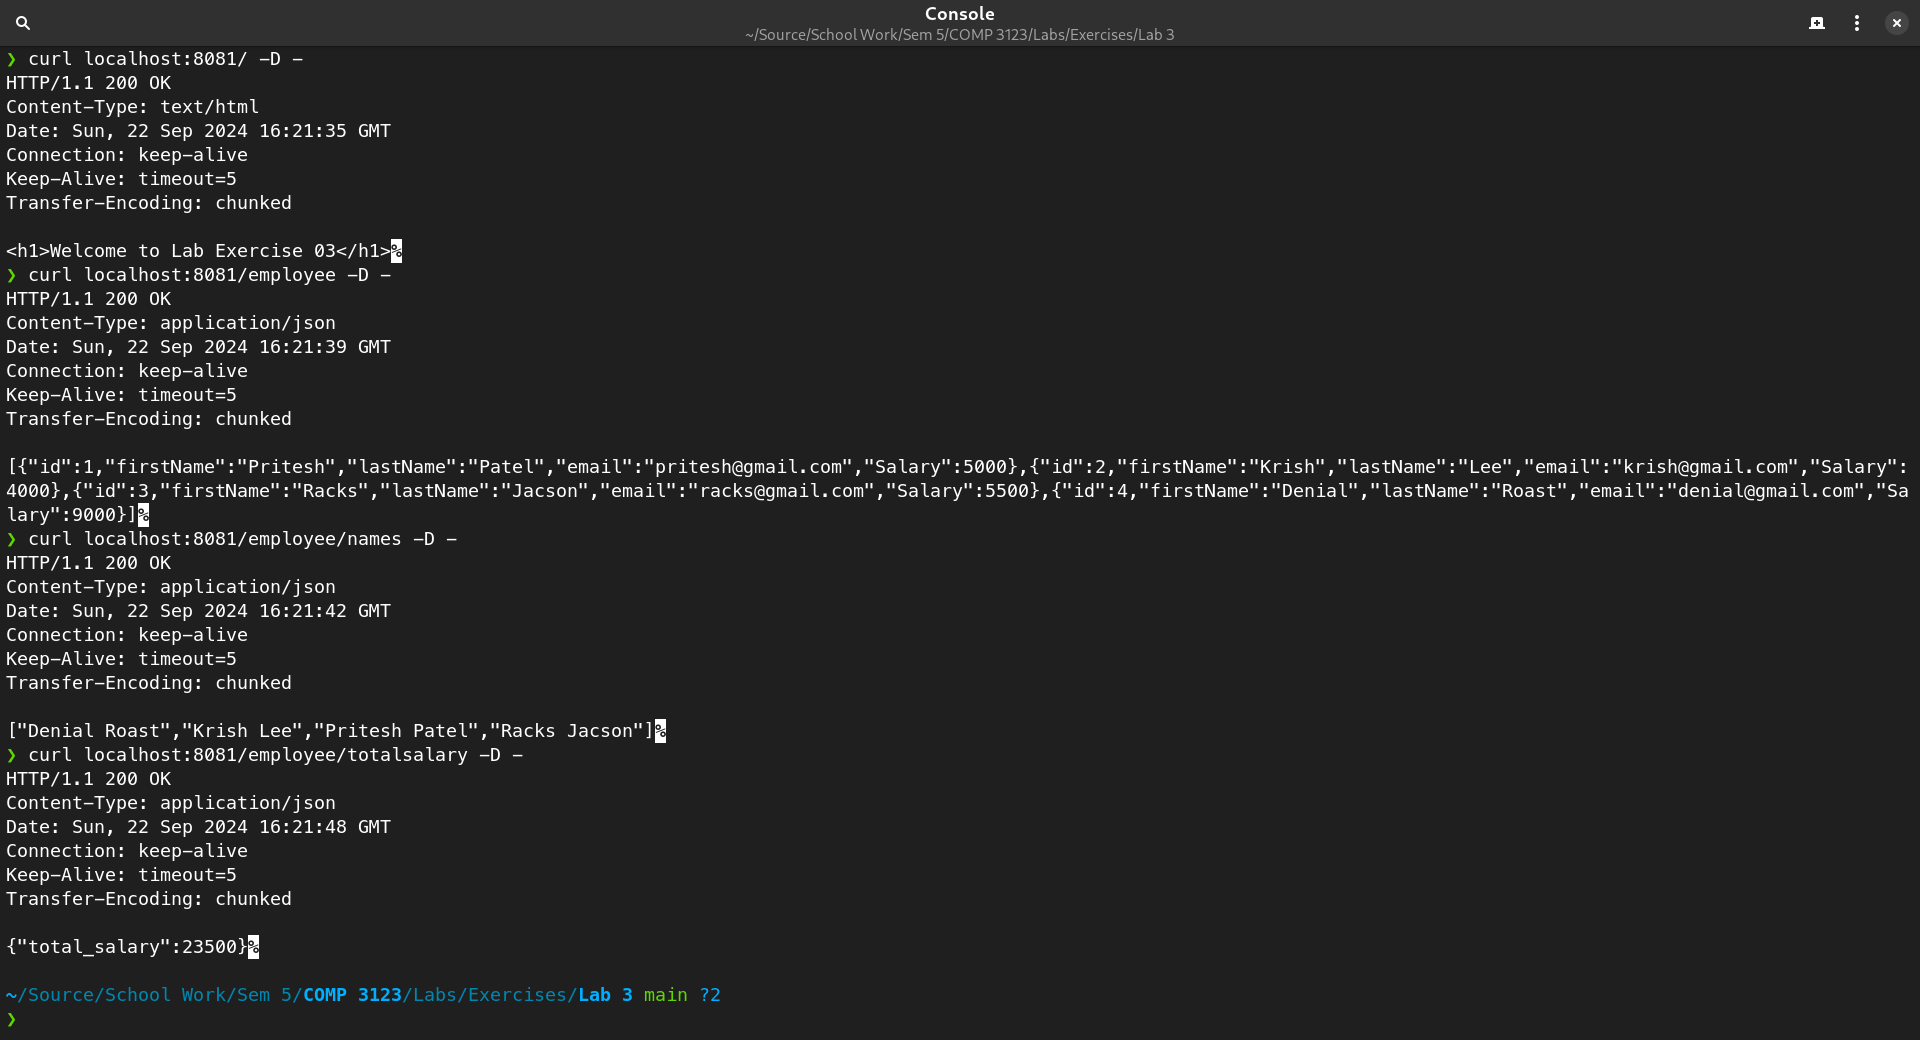 Console
~/Source/School Work/Sem 5/COMP 3123/Labs/Exercises/Lab 3
❯ curl localhost:8081/ -D -
HTTP/1.1 200 OK
Content-Type: text/html
Date: Sun, 22 Sep 2024 16:21:35 GMT
Connection: keep-alive
Keep-Alive: timeout=5
Transfer-Encoding: chunked
<h1>Welcome to Lab Exercise 03</h1>%
❯ curl localhost:8081/employee -D -
HTTP/1.1 200 OK
Content-Type: application/json
Date: Sun, 22 Sep 2024 16:21:39 GMT
Connection: keep-alive
Keep-Alive: timeout=5
Transfer-Encoding: chunked
[{"id":1,"firstName":"Pritesh","lastName":"Patel","email":"pritesh@gmail.com","Salary":5000},{"id":2,"firstName":"Krish","lastName":"Lee","email":"krish@gmail.com","Salary":
4000},{"id":3,"firstName":"Racks","lastName":"Jacson","email":"racks@gmail.com","Salary":5500},{"id":4,"firstName":"Denial","lastName":"Roast","email":"denial@gmail.com","Sa
lary":9000}]%
❯ curl localhost:8081/employee/names -D -
HTTP/1.1 200 OK
Content-Type: application/json
Date: Sun, 22 Sep 2024 16:21:42 GMT
Connection: keep-alive
Keep-Alive: timeout=5
Transfer-Encoding: chunked
["Denial Roast","Krish Lee","Pritesh Patel","Racks Jacson"]%
❯ curl localhost:8081/employee/totalsalary -D -
HTTP/1.1 200 OK
Content-Type: application/json
Date: Sun, 22 Sep 2024 16:21:48 GMT
Connection: keep-alive
Keep-Alive: timeout=5
Transfer-Encoding: chunked
{"total_salary":23500}%
~/Source/School Work/Sem 5/COMP 3123/Labs/Exercises/Lab 3 main ?2
❯